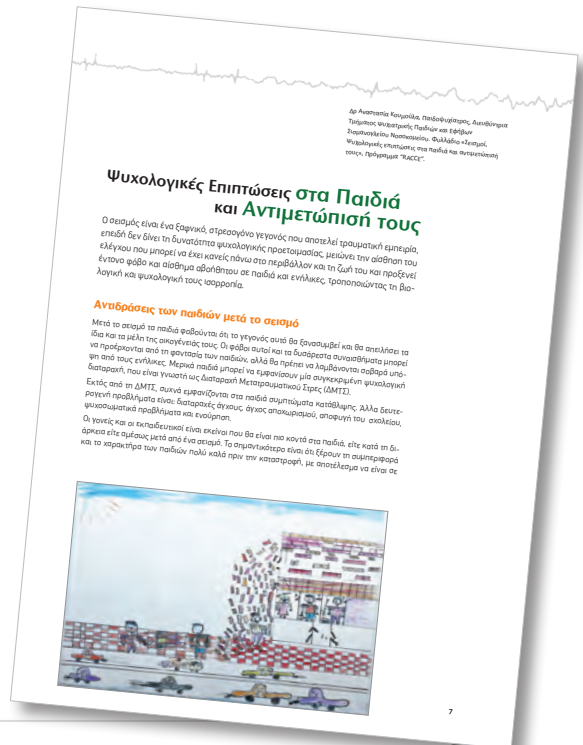 Δρ Αναστασία Κουμούλα, Παιδοψυχίατρος, Διευθύντρια
Τμήματος Ψυχιατρικής Παιδιών και Εφήβων
Σισμανογλείου Νοσοκομείου. Φυλλάδιο «Σεισμοί,
Ψυχολογικές επιπτώσεις στα παιδιά και αντιμετώπισή
τους», Πρόγραμμα "RACCE".
Ψυχολογικές Επιπτώσεις στα Παιδιά
και Αντιμετώπισή τους
Ο σεισμός είναι ένα ξαφνικό, στρεσογόνο γεγονός που αποτελεί τραυματική εμπειρία,
επειδή δεν δίνει τη δυνατότητα ψυχολογικής προετοιμασίας, μειώνει την αίσθηση του
ελέγχου που μπορεί να έχει κανείς πάνω στο περιβάλλον και τη ζωή του και προξενεί
έντονο φόβο και αίσθημα αβοήθητου σε παιδιά και ενήλικες, τροποποιώντας τη βιο-
λογική και ψυχολογική τους ισορροπία.
Αντιδράσεις των παιδιών μετά το σεισμό
Μετά το σεισμό τα παιδιά φοβούνται ότι το γεγονός αυτό θα ξανασυμβεί και θα απειλήσει τα
ίδια και τα μέλη της οικογένειάς τους. Οι φόβοι αυτοί και τα δυσάρεστα συναισθήματα μπορεί
να προέρχονται από τη φαντασία των παιδιών, αλλά θα πρέπει να λαμβάνονται σοβαρά υπό-
ψη από τους ενήλικες. Μερικά παιδιά μπορεί να εμφανίσουν μία συγκεκριμένη ψυχολογική
διαταραχή, που είναι γνωστή ως Διαταραχή Μετατραυματικού Στρες (ΔΜΤΣ).
Εκτός από τη ΔΜΤΣ, συχνά εμφανίζονται στα παιδιά συμπτώματα κατάθλιψης. Άλλα δευτε-
ρογενή προβλήματα είναι: διαταραχές άγχους, άγχος αποχωρισμού, αποφυγή του σχολείου,
ψυχοσωματικά προβλήματα και ενούρηση.
Οι γονείς και οι εκπαιδευτικοί είναι εκείνοι που θα είναι πιο κοντά στα παιδιά, είτε κατά τη δι-
άρκεια είτε αμέσως μετά από ένα σεισμό. Το σημαντικότερο είναι ότι ξέρουν τη συμπεριφορά
και το χαρακτήρα των παιδιών πολύ καλά πριν την καταστροφή, με αποτέλεσμα να είναι σε
7